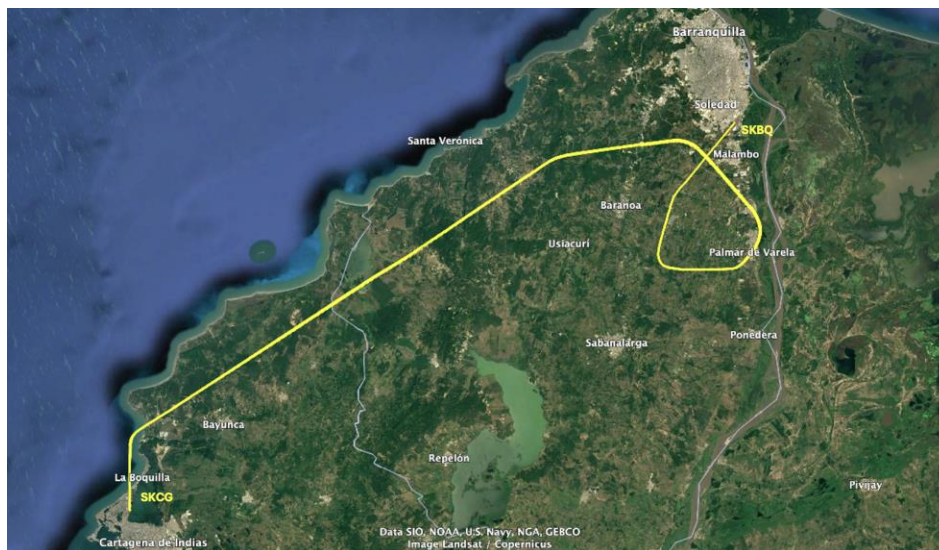 Barranquilla
Soledad
SKBQ
Santa Verónica
Malambo
Baranoa
Usiacurí
Palmar de Varela
Ponedera
Sabanalarga
Bayunca
Repelón
La Boquilla
Pivijay
SKCG
Data SIO, NOAA, U.S. Navy, NGA, GEBCO
Cartagena de Indias
Image Landsat / Copernicus